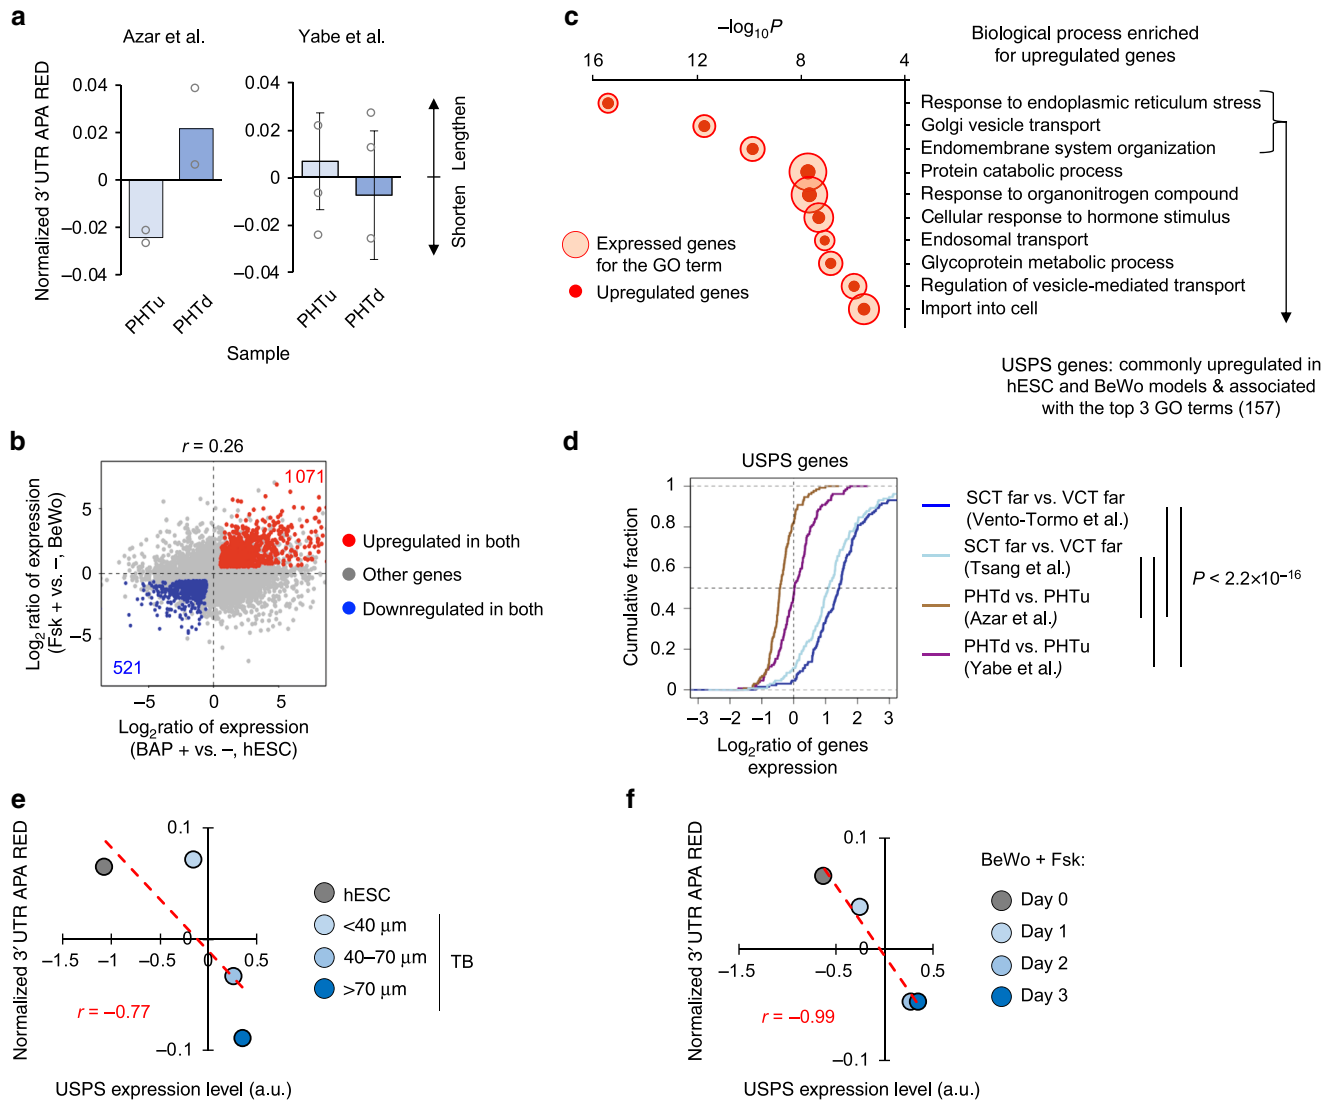 a
Azar et al.
Yabe et al.
Normalized 3′ UTR APA RED
0.04
0.02
0
−0.02
−0.04
0.04
0.02
0
−0.02
−0.04
Lengthen
Shorten
PHTu
PHTd
PHTu
PHTd
Sample
c
−log10P
16
12
8
4
Biological process enriched
for upregulated genes
Response to endoplasmic reticulum stress
Golgi vesicle transport
Endomembrane system organization
Protein catabolic process
Response to organonitrogen compound
Cellular response to hormone stimulus
Endosomal transport
Glycoprotein metabolic process
Regulation of vesicle-mediated transport
Import into cell
Expressed genes
for the GO term
Upregulated genes
USPS genes: commonly upregulated in
hESC and BeWo models & associated
with the top 3 GO terms (157)
b
r = 0.26
1071
521
Log2ratio of expression
(Fsk + vs. −, BeWo)
5
0
−5
−5
0
5
Log2ratio of expression
(BAP + vs. −, hESC)
Upregulated in both
Other genes
Downregulated in both
d
USPS genes
Cumulative fraction
1
0.8
0.6
0.4
0.2
0
−3
−2
−1
0
1
2
3
Log2ratio of genes
expression
SCT far vs. VCT far
(Vento-Tormo et al.)
SCT far vs. VCT far
(Tsang et al.)
PHTd vs. PHTu
(Azar et al.)
PHTd vs. PHTu
(Yabe et al.)
P < 2.2×10−16
e
Normalized 3′ UTR APA RED
0.1
0
−0.1
−1.5
−1
−0.5
0
0.5
r = −0.77
USPS expression level (a.u.)
hESC
<40 μm
40–70 μm
>70 μm
TB
f
Normalized 3′ UTR APA RED
0.1
0
−0.1
−1.5
−0.5
0.5
r = −0.99
USPS expression level (a.u.)
BeWo + Fsk:
Day 0
Day 1
Day 2
Day 3